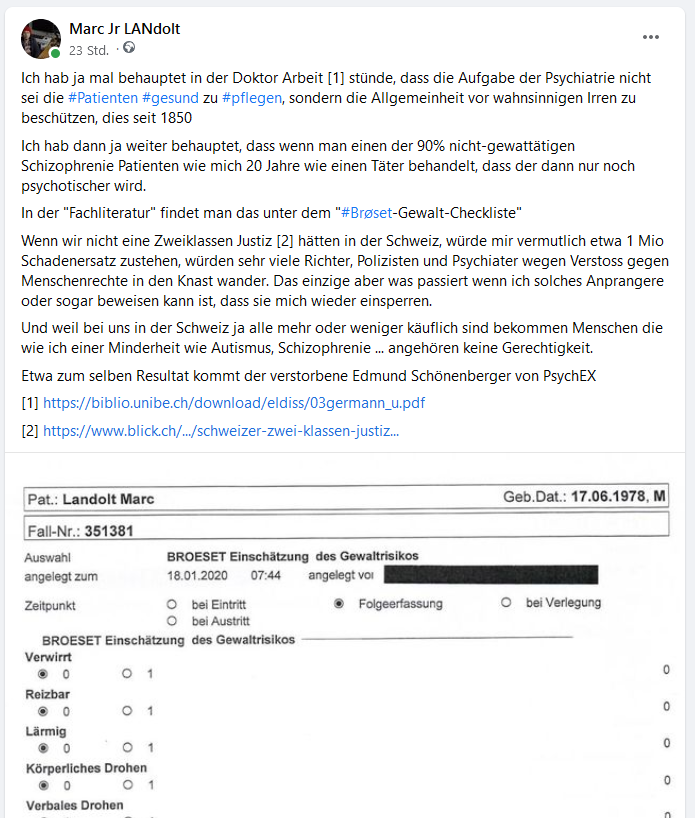 Marc Jr LANdolt
23 Std. ·
Ich hab ja mal behauptet in der Doktor Arbeit [1] stünde, dass die Aufgabe der Psychiatrie nicht
sei die #Patienten #gesund zu #pflegen, sondern die Allgemeinheit vor wahnsinnigen Irren zu
beschützen, dies seit 1850
Ich hab dann ja weiter behauptet, dass wenn man einen der 90% nicht-gewattätigen
Schizophrenie Patienten wie mich 20 Jahre wie einen Täter behandelt, dass der dann nur noch
psychotischer wird.
In der "Fachliteratur" findet man das unter dem "#Brøset-Gewalt-Checkliste"
Wenn wir nicht eine Zweiklassen Justiz [2] hätten in der Schweiz, würde mir vermutlich etwa 1 Mio
Schadenersatz zustehen, würden sehr viele Richter, Polizisten und Psychiater wegen Verstoss gegen
Menschenrechte in den Knast wander. Das einzige aber was passiert wenn ich solches Anprangere
oder sogar beweisen kann ist, dass sie mich wieder einsperren.
Und weil bei uns in der Schweiz ja alle mehr oder weniger käuflich sind bekommen Menschen die
wie ich einer Minderheit wie Autismus, Schizophrenie ... angehören keine Gerechtigkeit.
Etwa zum selben Resultat kommt der verstorbene Edmund Schönenberger von PsychEX
[1] https://biblio.unibe.ch/download/eldiss/03germann_u.pdf
[2] https://www.blick.ch/.../schweizer-zwei-klassen-justiz...
Pat.: Landolt Marc Geb.Dat.: 17.06.1978, M
Fall-Nr.: 351381
Auswahl BROESET Einschätzung des Gewaltrisikos
angelegt zum 18.01.2020 07:44 angelegt vor
Zeitpunkt bei Eintritt Folgeerfassung bei Verlegung
bei Austritt
BROESET Einschätzung des Gewaltrisikos
Verwirrt
0 1 0
Reizbar
0 1 0
Lärmig
0 1 0
Körperliches Drohen
0 1 0
Verbales Drohen